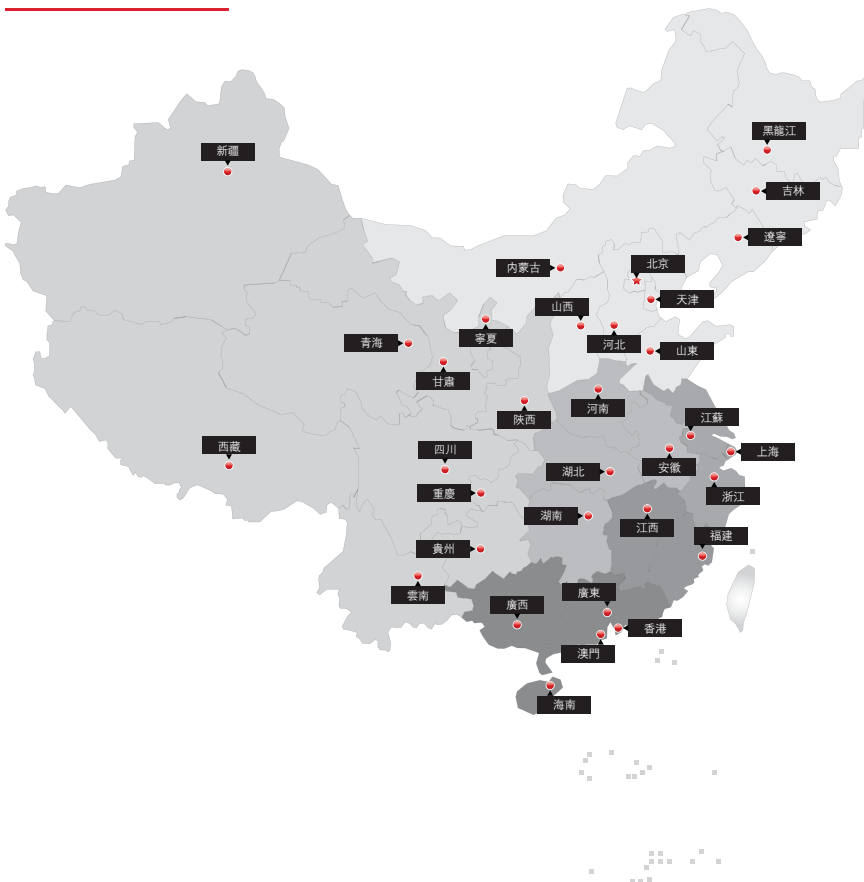 黑龍江
新疆
吉林
遼寧
北京
內蒙古
天津
山西
寧夏
青海
河北
山東
甘肅
河南
陝西
江蘇
西藏
四川
上海
安徽
湖北
重慶
浙江
湖南
江西
福建
貴州
雲南
廣東
廣西
香港
澳門
海南